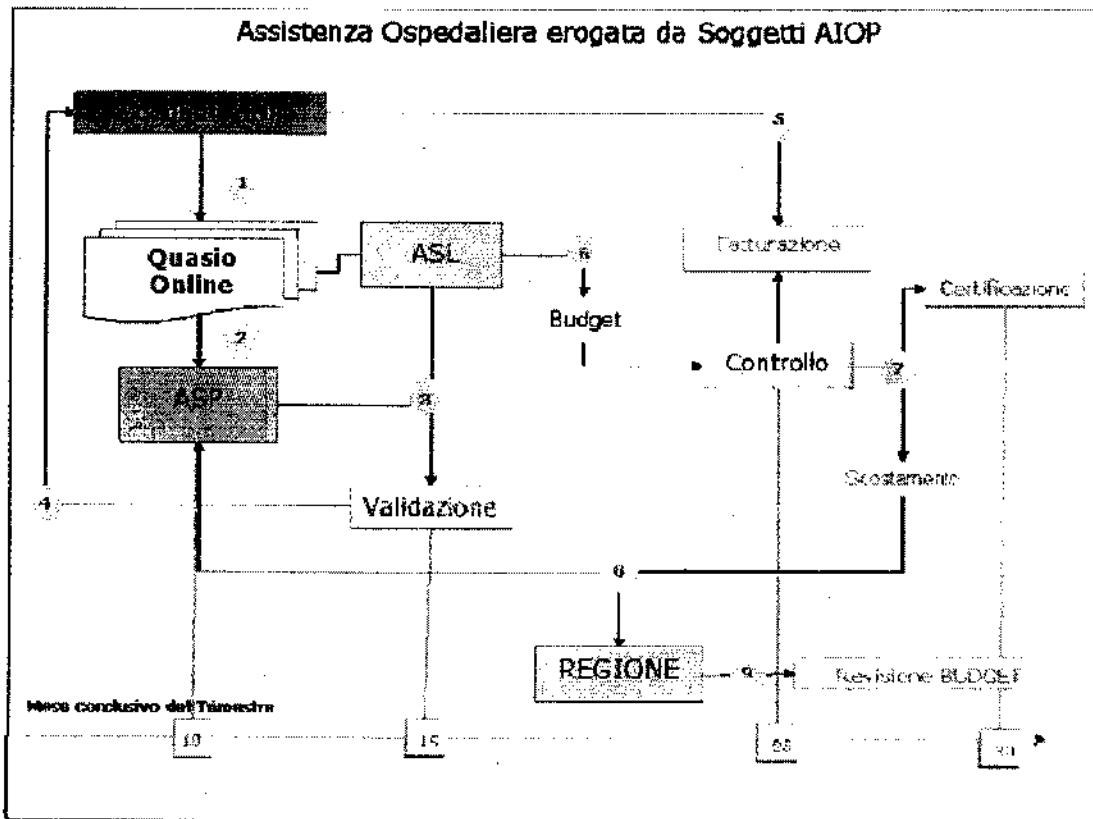 Assistenza Ospedaliera erogata da Soggetti AIOP
5
1
Quasio
Online
ASL
6
Fatturazione
Certificazione
Budget
2
Controllo
7
ASP
3
Scostamento
4
Validazione
REGIONE
9
Revisione BUDGET
Mese conclusivo del Trimestre
10
15